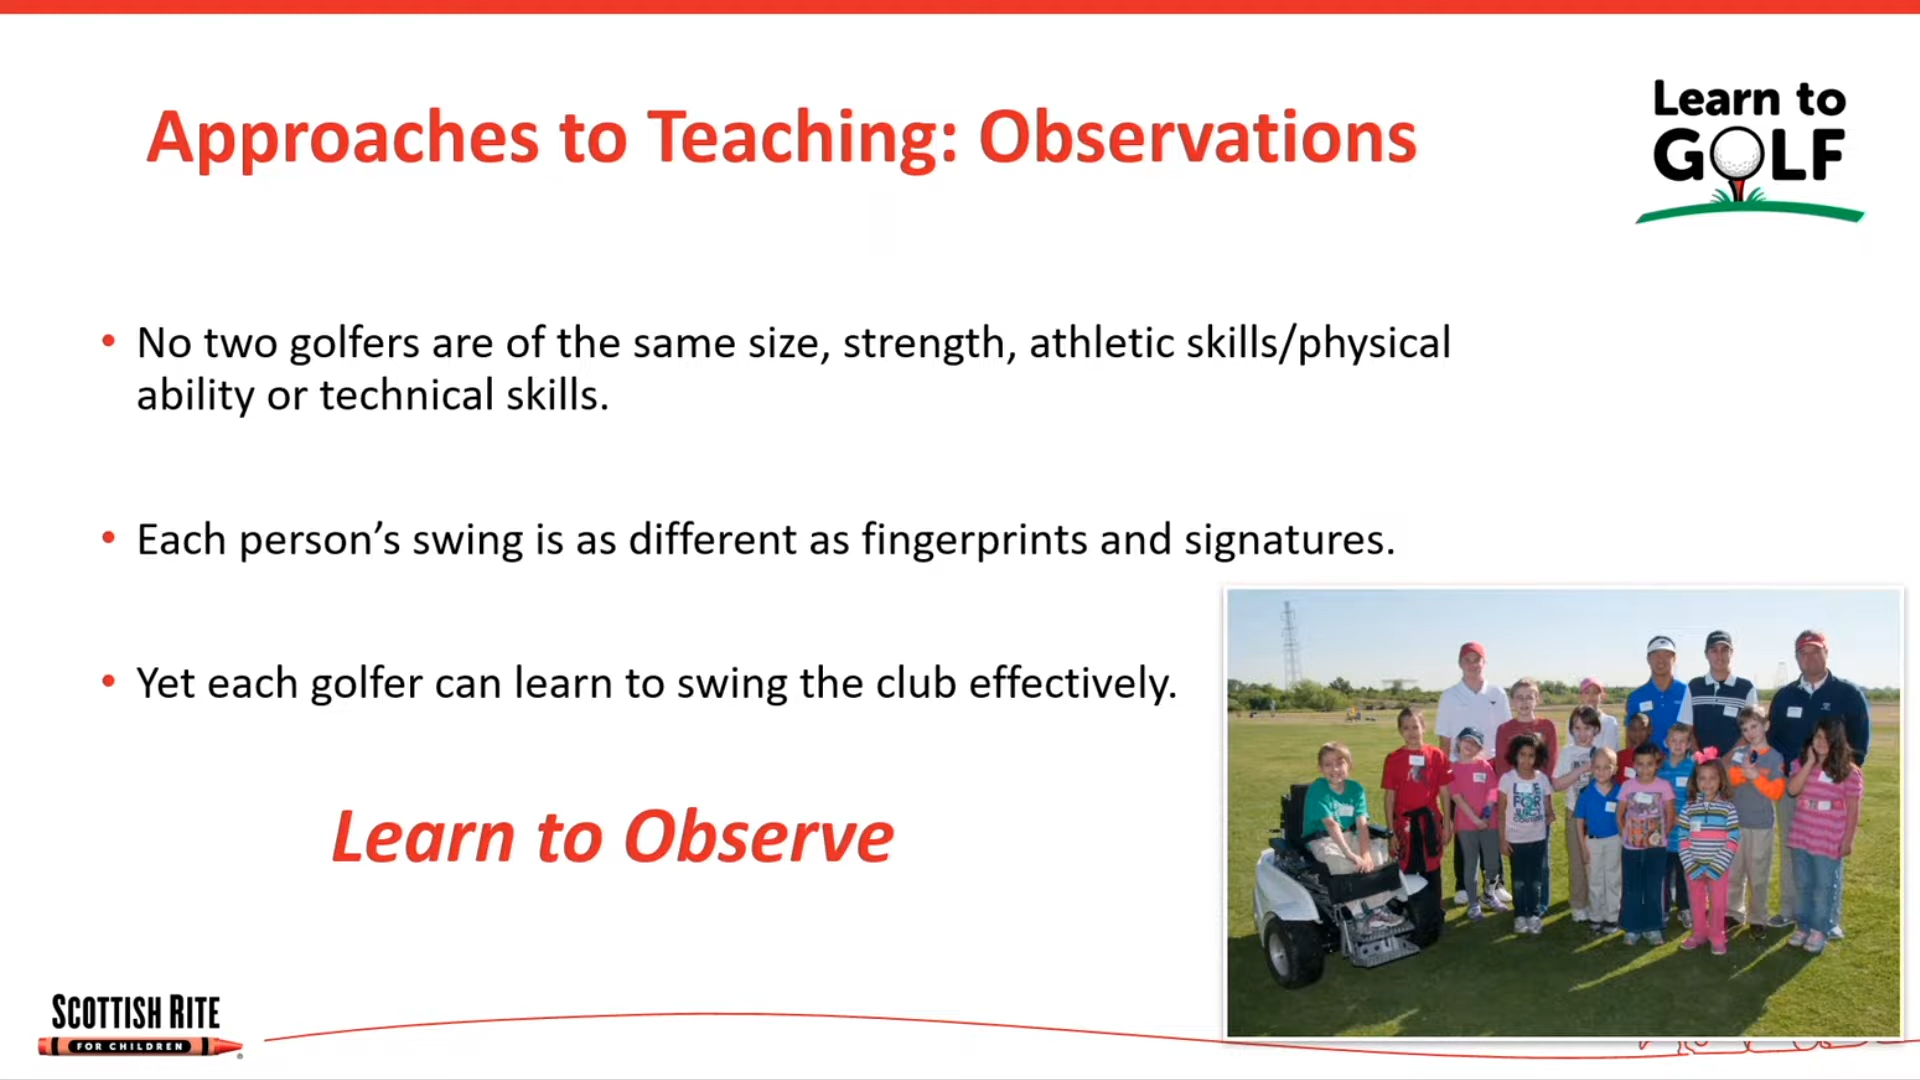 Approaches to Teaching: Observations
Learn to
GOLF
• No two golfers are of the same size, strength, athletic skills/physical
ability or technical skills.
• Each person’s swing is as different as fingerprints and signatures.
• Yet each golfer can learn to swing the club effectively.
Learn to Observe
SCOTTISH RITE
FOR CHILDREN